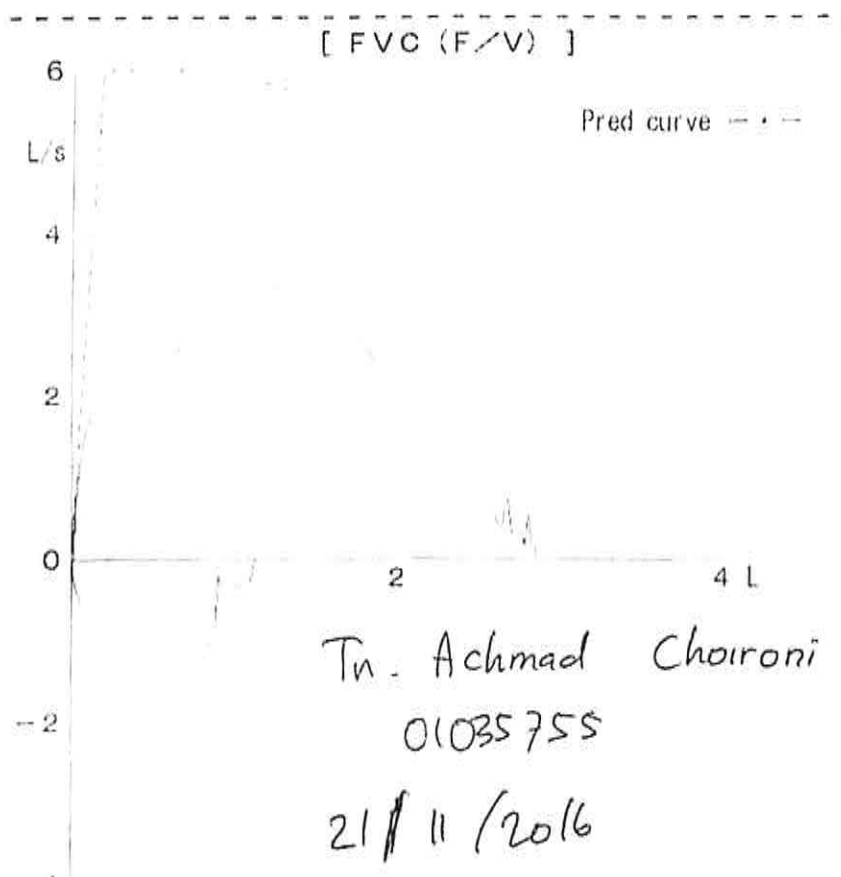 [ FVC (F/V) ]
6
Pred curve
L/s
4
2
0
2 4 L
Tn. Achmad Choironi
-2
01035755
21/11/2016